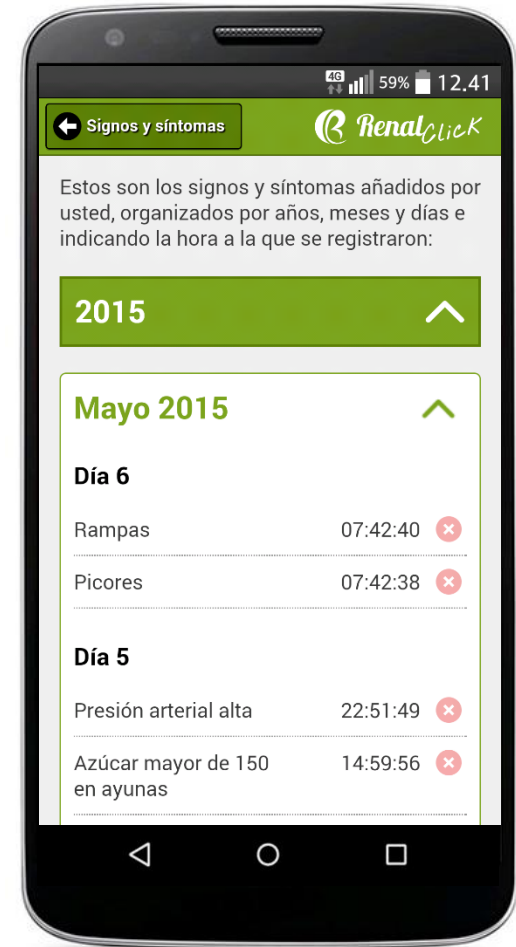 4G 59% 12.41
Signos y síntomas
RenalClick
Estos son los signos y síntomas añadidos por
usted, organizados por años, meses y días e
indicando la hora a la que se registraron:
2015
Mayo 2015
Día 6
Rampas 07:42:40
Picores 07:42:38
Día 5
Presión arterial alta 22:51:49
Azúcar mayor de 150 14:59:56
en ayunas